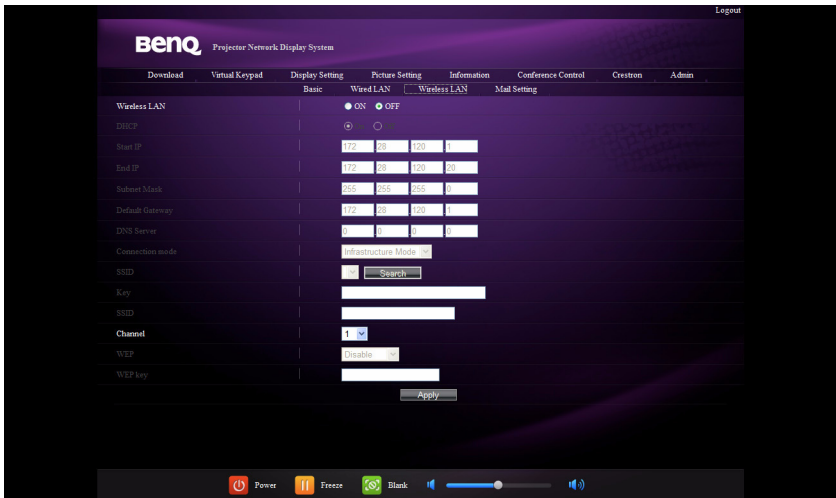 Logout
BenQ Projector Network Display System
Download Virtual Keypad Display Setting Picture Setting Information Conference Control Crestron Admin
Basic Wired LAN Wireless LAN Mail Setting
Wireless LAN ON OFF
DHCP
Start IP 172 . 28 . 120 . 1
End IP 172 . 28 . 120 . 20
Subnet Mask 255 . 255 . 255 . 0
Default Gateway 172 . 28 . 120 . 1
DNS Server 0 . 0 . 0 . 0
Connection mode Infrastructure Mode
SSID Search
Key
SSID
Channel 1
WEP Disable
WEP key
Apply
Power Freeze Blank